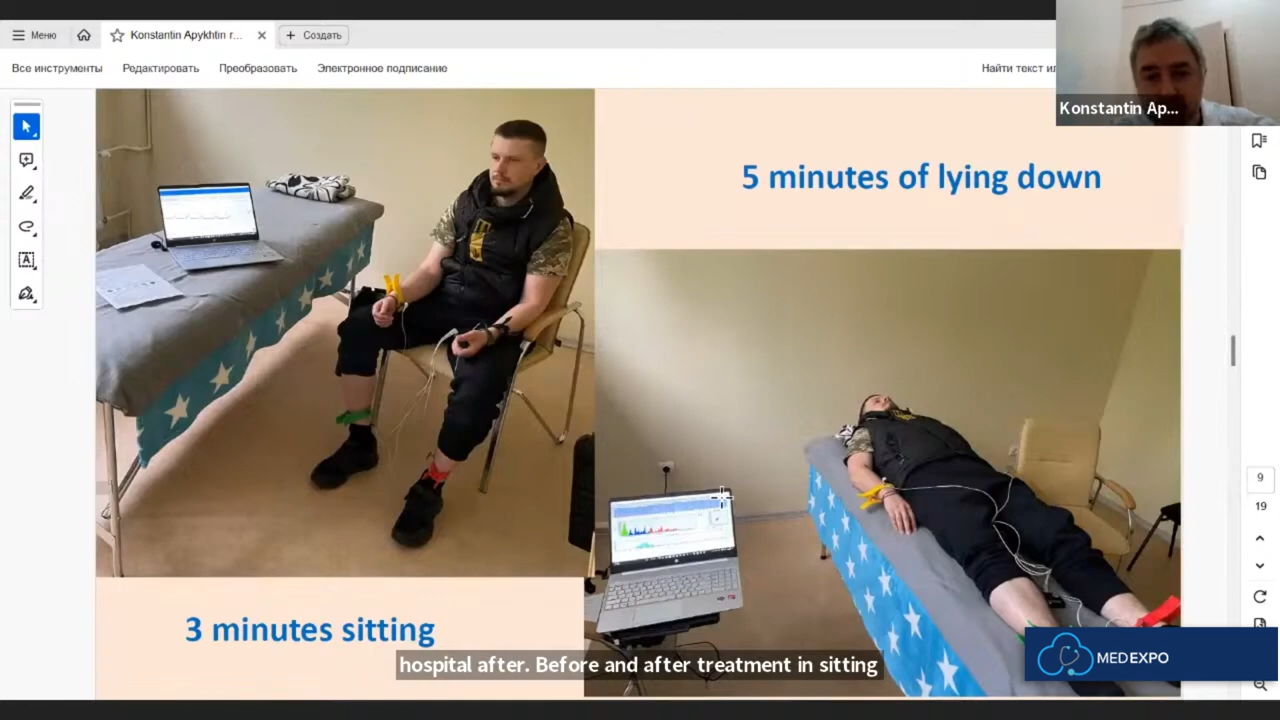 Меню
Konstantin Apykhtin r...
Создать
Все инструменты
Редактировать
Преобразовать
Электронное подписание
Найти текст ил
Konstantin Ap...
5 minutes of lying down
3 minutes sitting
hospital after. Before and after treatment in sitting
MEDEXPO
9
19